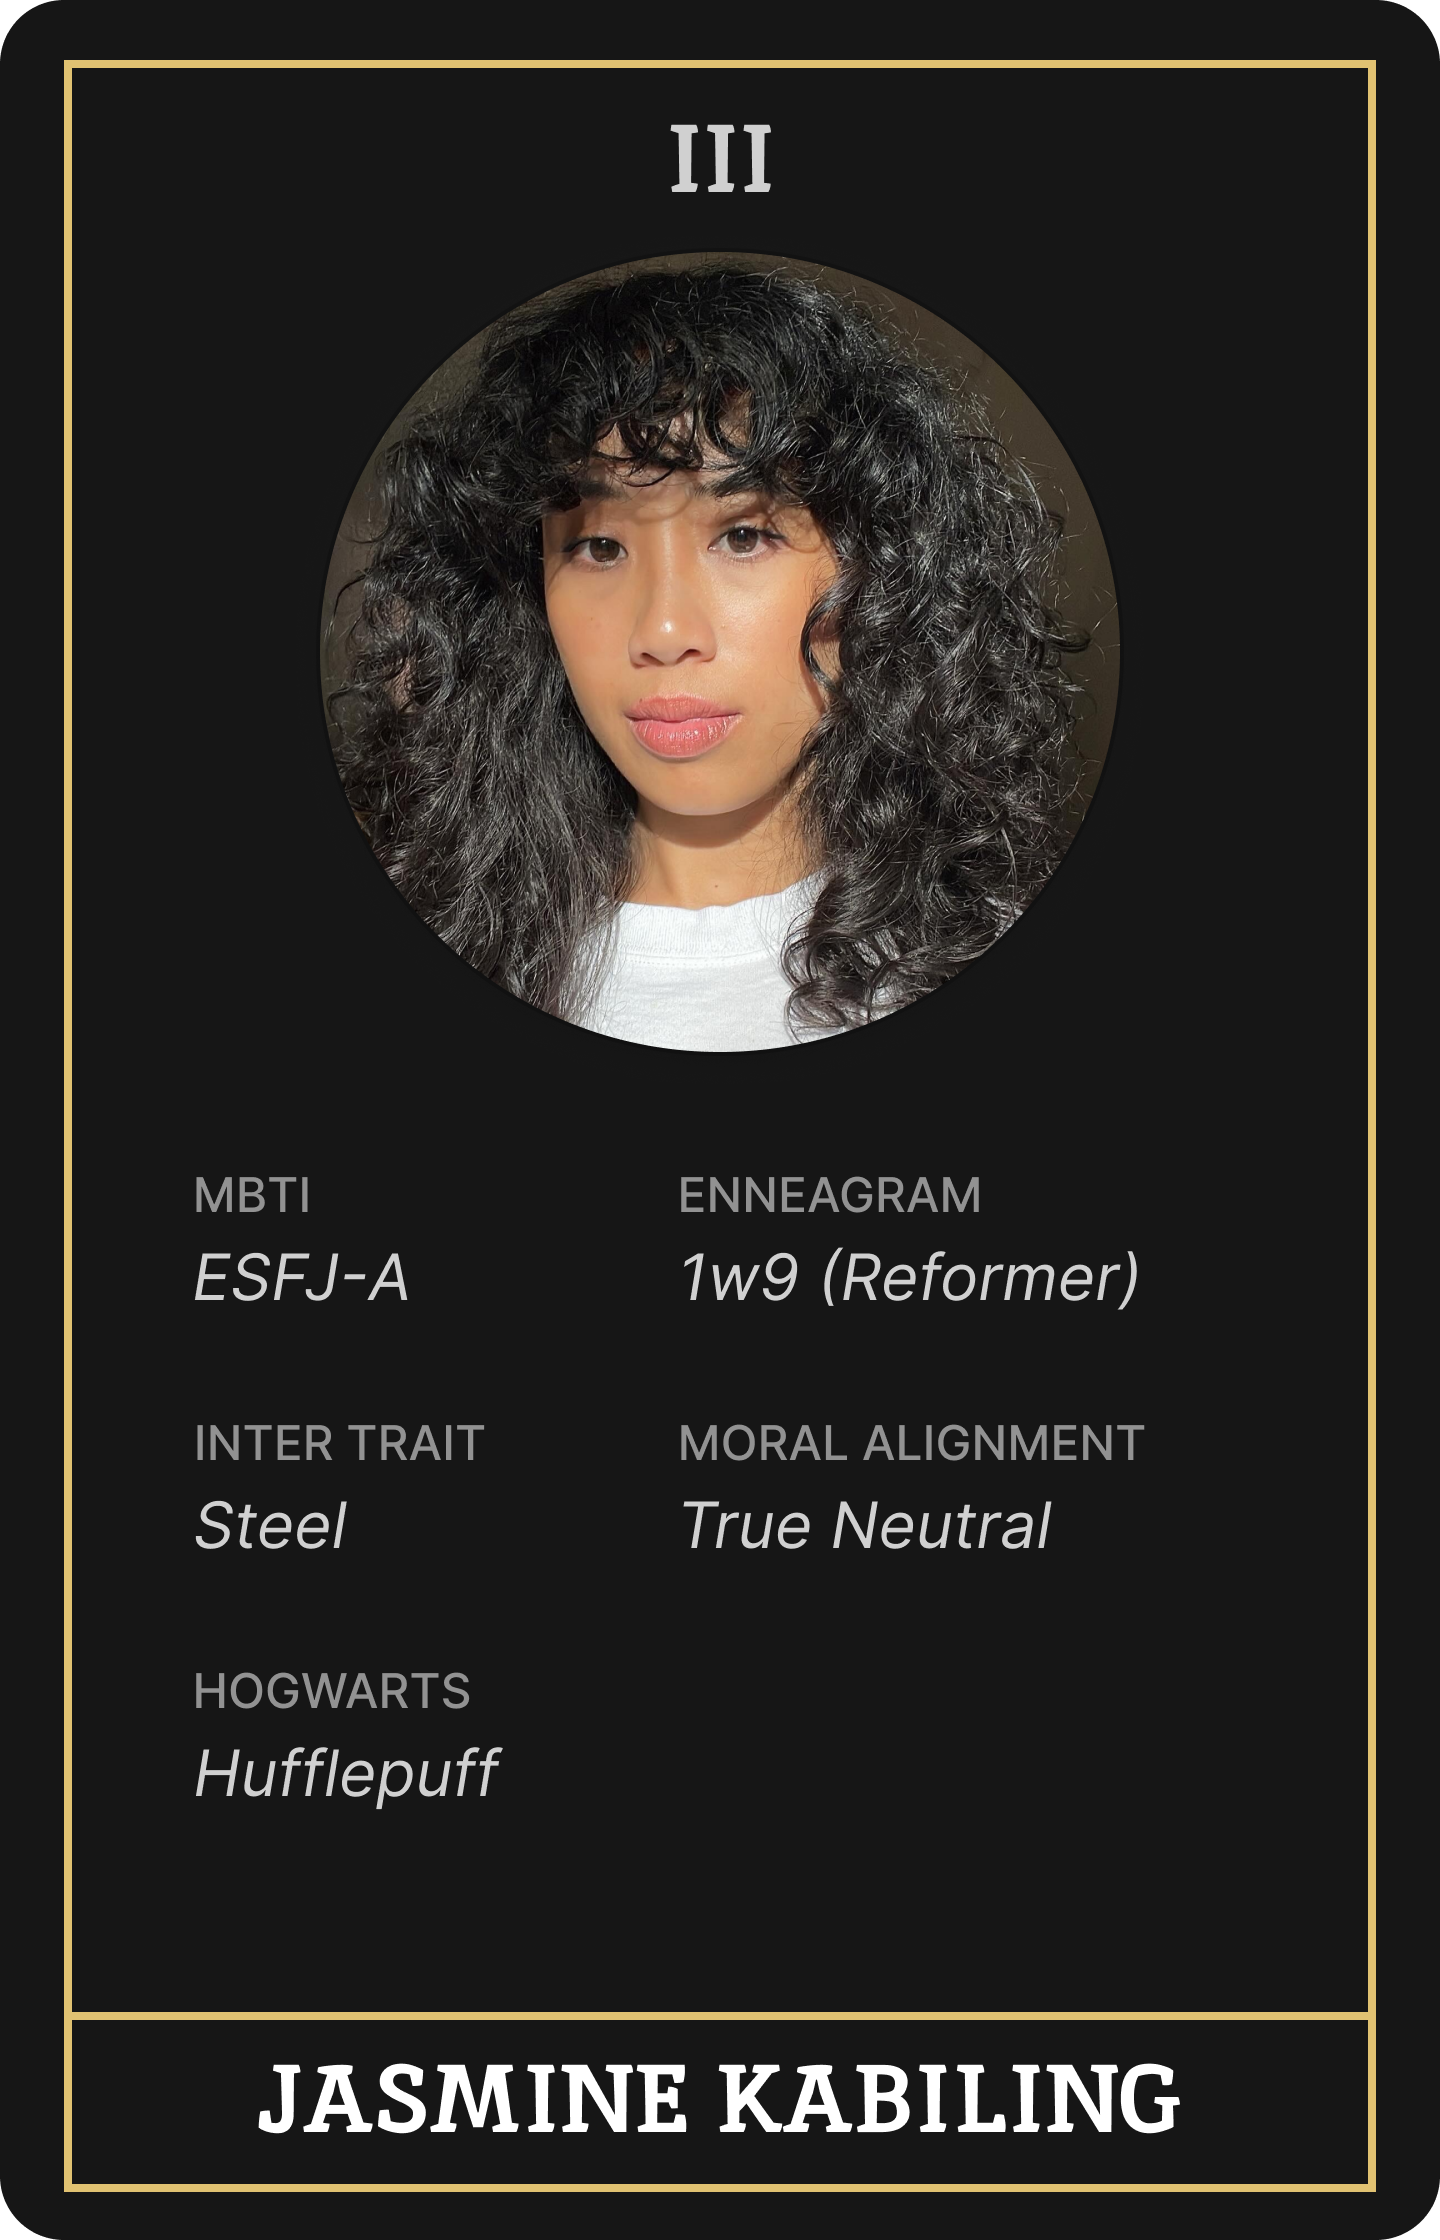 III
MBTI
ESFJ-A
ENNEAGRAM
1w9 (Reformer)
INTER TRAIT
Steel
MORAL ALIGNMENT
True Neutral
HOGWARTS
Hufflepuff
JASMINE KABILING